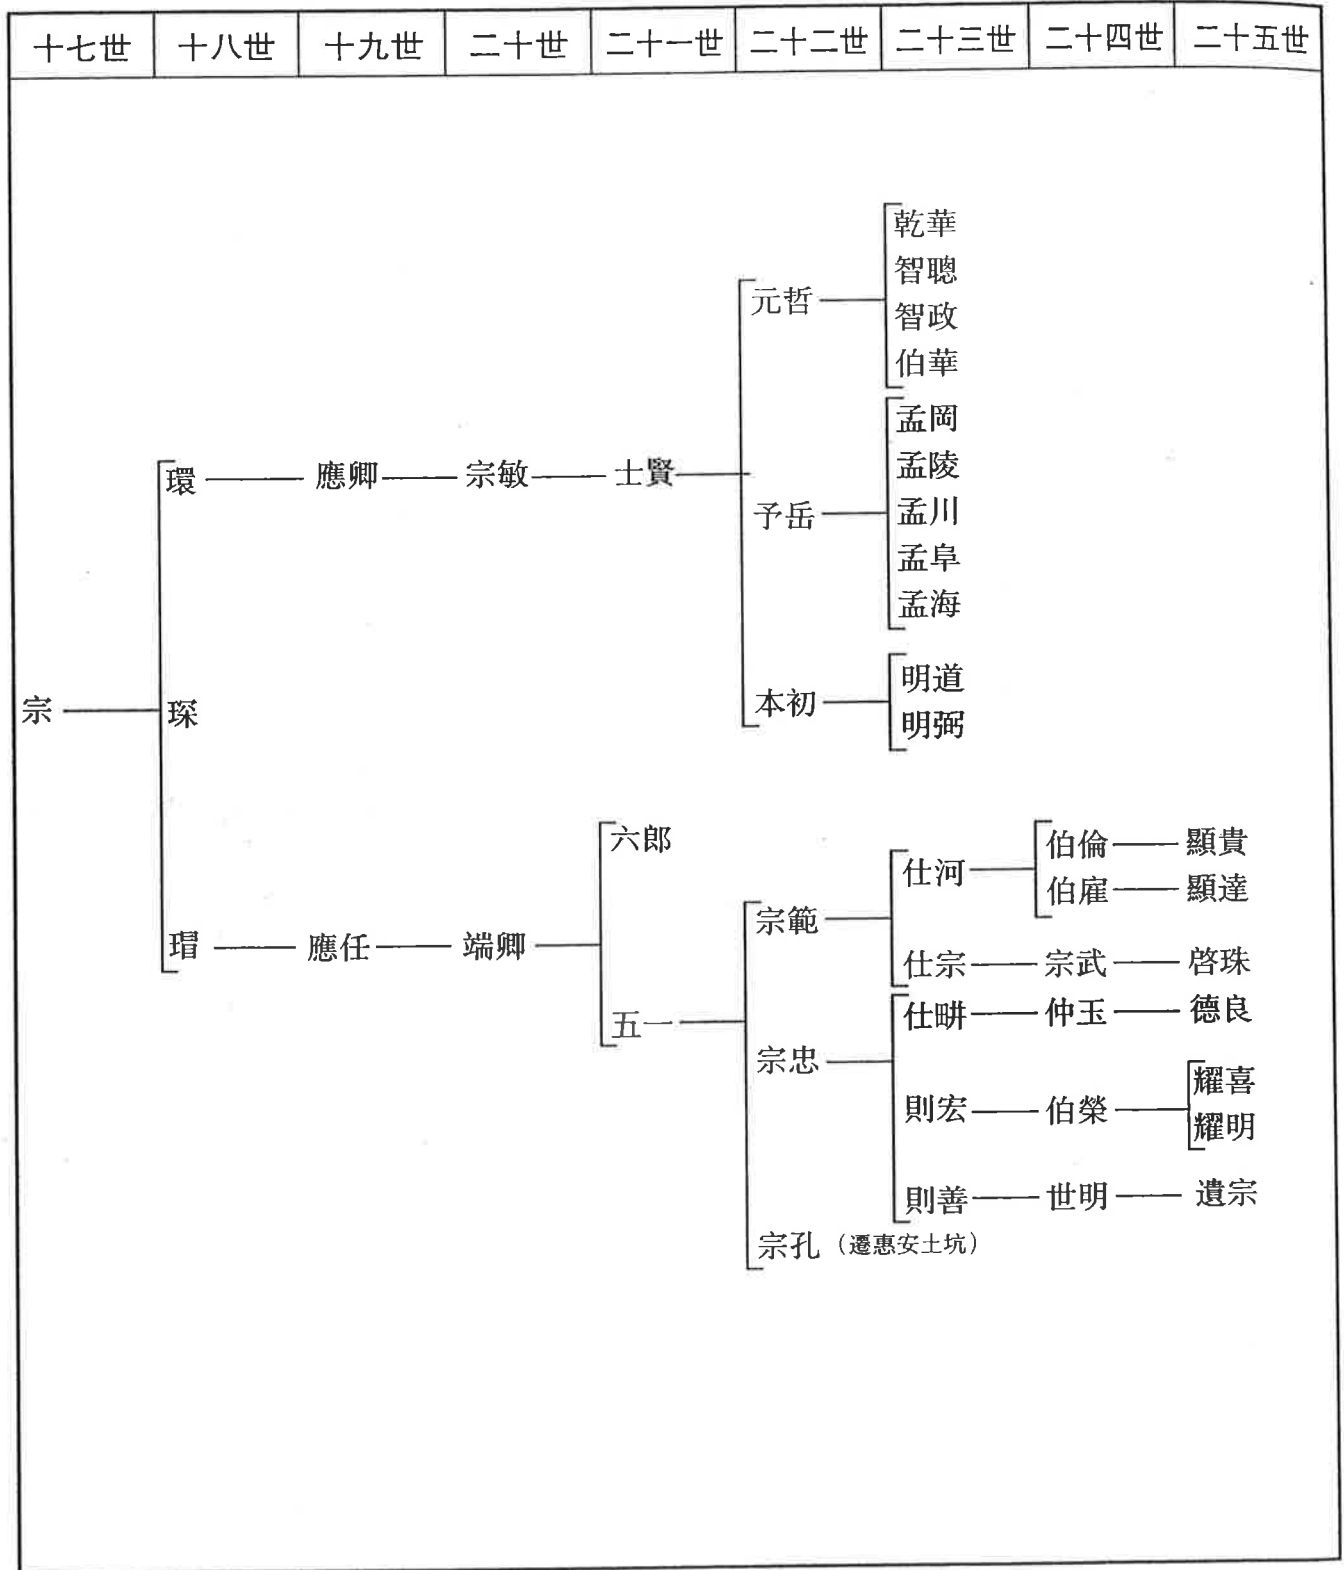 十七世 十八世 十九世 二十世 二十一世 二十二世 二十三世 二十四世 二十五世
乾華
智聰
元哲
智政
伯華
孟岡
孟陵
環 應卿 宗敏 士賢
予岳 孟川
孟阜
孟海
明道
宗 琛 本初
明弼
六郎 伯倫 顯貴
仕河
伯雇 顯達
宗範
瑁 應任 端卿 仕宗 宗武 啓珠
五一 仕畊 仲玉 德良
宗忠
耀喜
則宏 伯榮
耀明
則善 世明 遺宗
宗孔（遷惠安土坑）